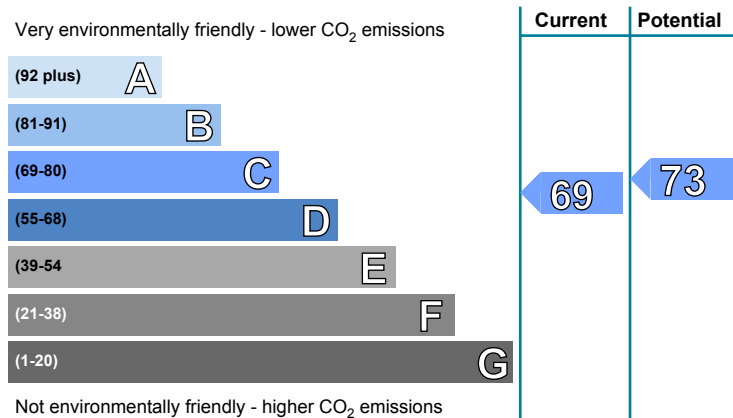 Very environmentally friendly - lower CO₂ emissions
Current
Potential
(92 plus) A
(81-91) B
(69-80) C
(55-68) D
(39-54 E
(21-38) F
(1-20) G
69
73
Not environmentally friendly - higher CO₂ emissions